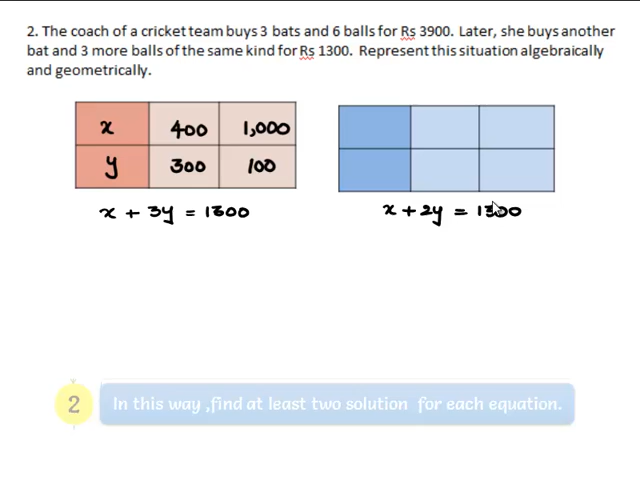 2. The coach of a cricket team buys 3 bats and 6 balls for Rs 3900. Later, she buys another
bat and 3 more balls of the same kind for Rs 1300. Represent this situation algebraically
and geometrically.
x 400 1,000
y 300 100
x + 3y = 1300
x + 2y = 1300
2 In this way ,find at least two solution for each equation.